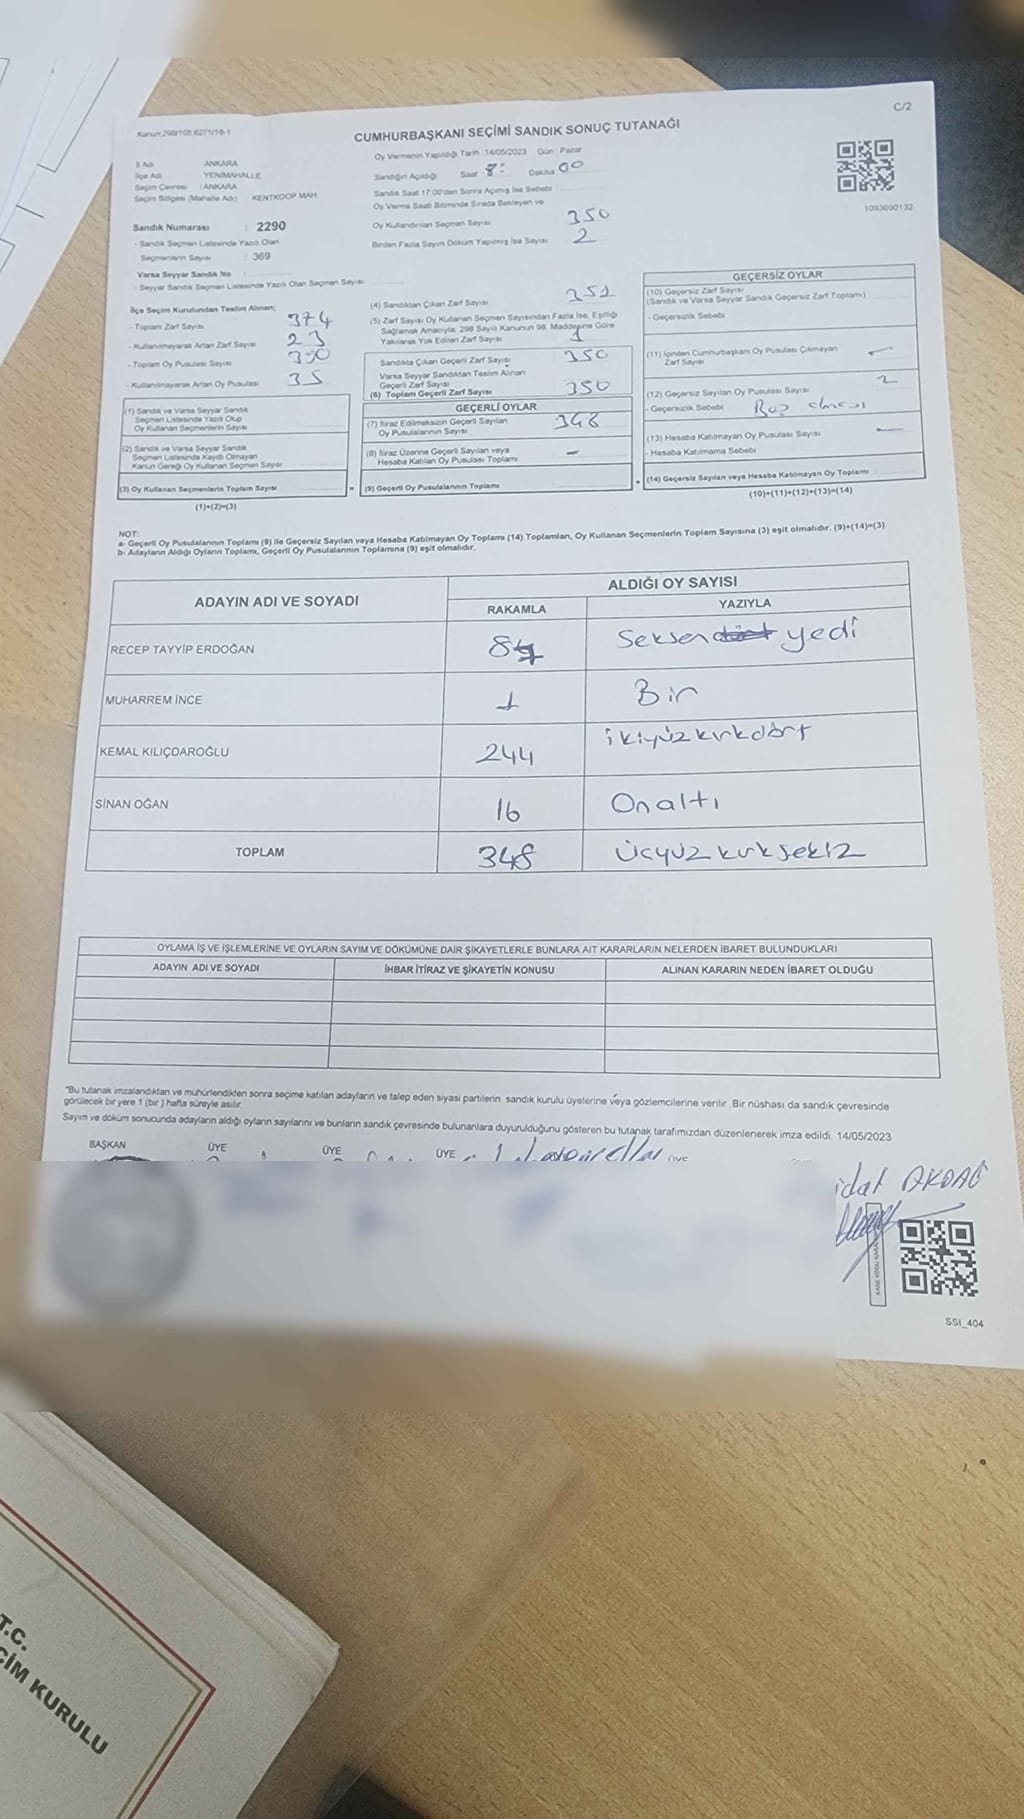 C/2
Kanun:298/105,6271/16-1
CUMHURBAŞKANI SEÇİMİ SANDIK SONUÇ TUTANAĞI
İl Adı ANKARA
İlçe Adı YENİMAHALLE
Seçim Çevresi : ANKARA
Seçim Bölgesi (Mahalle Adı) : KENTKOOP MAH.
Sandık Numarası : 2290
- Sandık Seçmen Listesinde Yazılı Olan
Seçmenlerin Sayısı : 369
Varsa Seyyar Sandık No :
- Seyyar Sandık Seçmen Listesinde Yazılı Olan Seçmen Sayısı:
Oy Vermenin Yapıldığı Tarih :14/05/2023 Gün : Pazar
Sandığın Açıldığı Saat 8: Dakika 00
Sandık Saat 17:00'den Sonra Açılmış İse Sebebi
Oy Verme Saati Bitiminde Sırada Bekleyen ve
Oy Kullandırılan Seçmen Sayısı 350
Birden Fazla Sayım Döküm Yapılmış İse Sayısı 2
1093690132
İlçe Seçim Kurulundan Teslim Alınan;
- Toplam Zarf Sayısı 374
- Kullanılmayarak Artan Zarf Sayısı 23
- Toplam Oy Pusulası Sayısı 390
- Kullanılmayarak Artan Oy Pusulası 35
(1) Sandık ve Varsa Seyyar Sandık
Seçmen Listesinde Yazılı Olup
Oy Kullanan Seçmenlerin Sayısı
(2) Sandık ve Varsa Seyyar Sandık
Seçmen Listesinde Kayıtlı Olmayan
Kanun Gereği Oy Kullanan Seçmen Sayısı
(3) Oy Kullanan Seçmenlerin Toplam Sayısı
(1)+(2)=(3)
(4) Sandıktan Çıkan Zarf Sayısı 351
(5) Zarf Sayısı Oy Kullanan Seçmen Sayısından Fazla İse, Eşitliği
Sağlamak Amacıyla; 298 Sayılı Kanunun 98. Maddesine Göre
Yakılarak Yok Edilen Zarf Sayısı 1
Sandıkta Çıkan Geçerli Zarf Sayısı 350
Varsa Seyyar Sandıktan Teslim Alınan
Geçerli Zarf Sayısı
(6) Toplam Geçerli Zarf Sayısı 350
GEÇERLİ OYLAR
(7) İtiraz Edilmeksizin Geçerli Sayılan
Oy Pusulalarının Sayısı 348
(8) İtiraz Üzerine Geçerli Sayılan veya
Hesaba Katılan Oy Pusulası Toplamı -
= (9) Geçerli Oy Pusulalarının Toplamı
GEÇERSİZ OYLAR
(10) Geçersiz Zarf Sayısı
(Sandık ve Varsa Seyyar Sandık Geçersiz Zarf Toplamı)
- Geçersizlik Sebebi
(11) İçinden Cumhurbaşkanı Oy Pusulası Çıkmayan
Zarf Sayısı -
(12) Geçersiz Sayılan Oy Pusulası Sayısı 2
- Geçersizlik Sebebi Boş olması
(13) Hesaba Katılmayan Oy Pusulası Sayısı -
- Hesaba Katılmama Sebebi
+ (14) Geçersiz Sayılan veya Hesaba Katılmayan Oy Toplamı
(10)+(11)+(12)+(13)=(14)
NOT:
a- Geçerli Oy Pusulalarının Toplamı (9) ile Geçersiz Sayılan veya Hesaba Katılmayan Oy Toplamı (14) Toplamları, Oy Kullanan Seçmenlerin Toplam Sayısına (3) eşit olmalıdır. (9)+(14)=(3)
b- Adayların Aldığı Oyların Toplamı, Geçerli Oy Pusulalarının Toplamına (9) eşit olmalıdır.
ADAYIN ADI VE SOYADI ALDIĞI OY SAYISI
RAKAMLA YAZIYLA
RECEP TAYYİP ERDOĞAN 87 Seksen dört yedi
MUHARREM İNCE 1 Bir
KEMAL KILIÇDAROĞLU 244 ikiyüzkırkdört
SİNAN OĞAN 16 Onaltı
TOPLAM 348 üçyüzkırksekiz
OYLAMA İŞ VE İŞLEMLERİNE VE OYLARIN SAYIM VE DÖKÜMÜNE DAİR ŞİKAYETLERLE BUNLARA AİT KARARLARIN NELERDEN İBARET BULUNDUKLARI
ADAYIN ADI VE SOYADI İHBAR İTİRAZ VE ŞİKAYETİN KONUSU ALINAN KARARIN NEDEN İBARET OLDUĞU
"Bu tutanak imzalandıktan ve mühürlendikten sonra seçime katılan adayların ve talep eden siyasi partilerin sandık kurulu üyelerine veya gözlemcilerine verilir. Bir nüshası da sandık çevresinde
görülecek bir yere 1 (bir ) hafta süreyle asılır.
Sayım ve döküm sonucunda adayların aldığı oyların sayılarını ve bunların sandık çevresinde bulunanlara duyurulduğunu gösteren bu tutanak tarafımızdan düzenlenerek imza edildi. 14/05/2023
BAŞKAN ÜYE ÜYE ÜYE ÜYE
idat AKDAĞ
SSI_404
T.C.
ÇİM KURULU